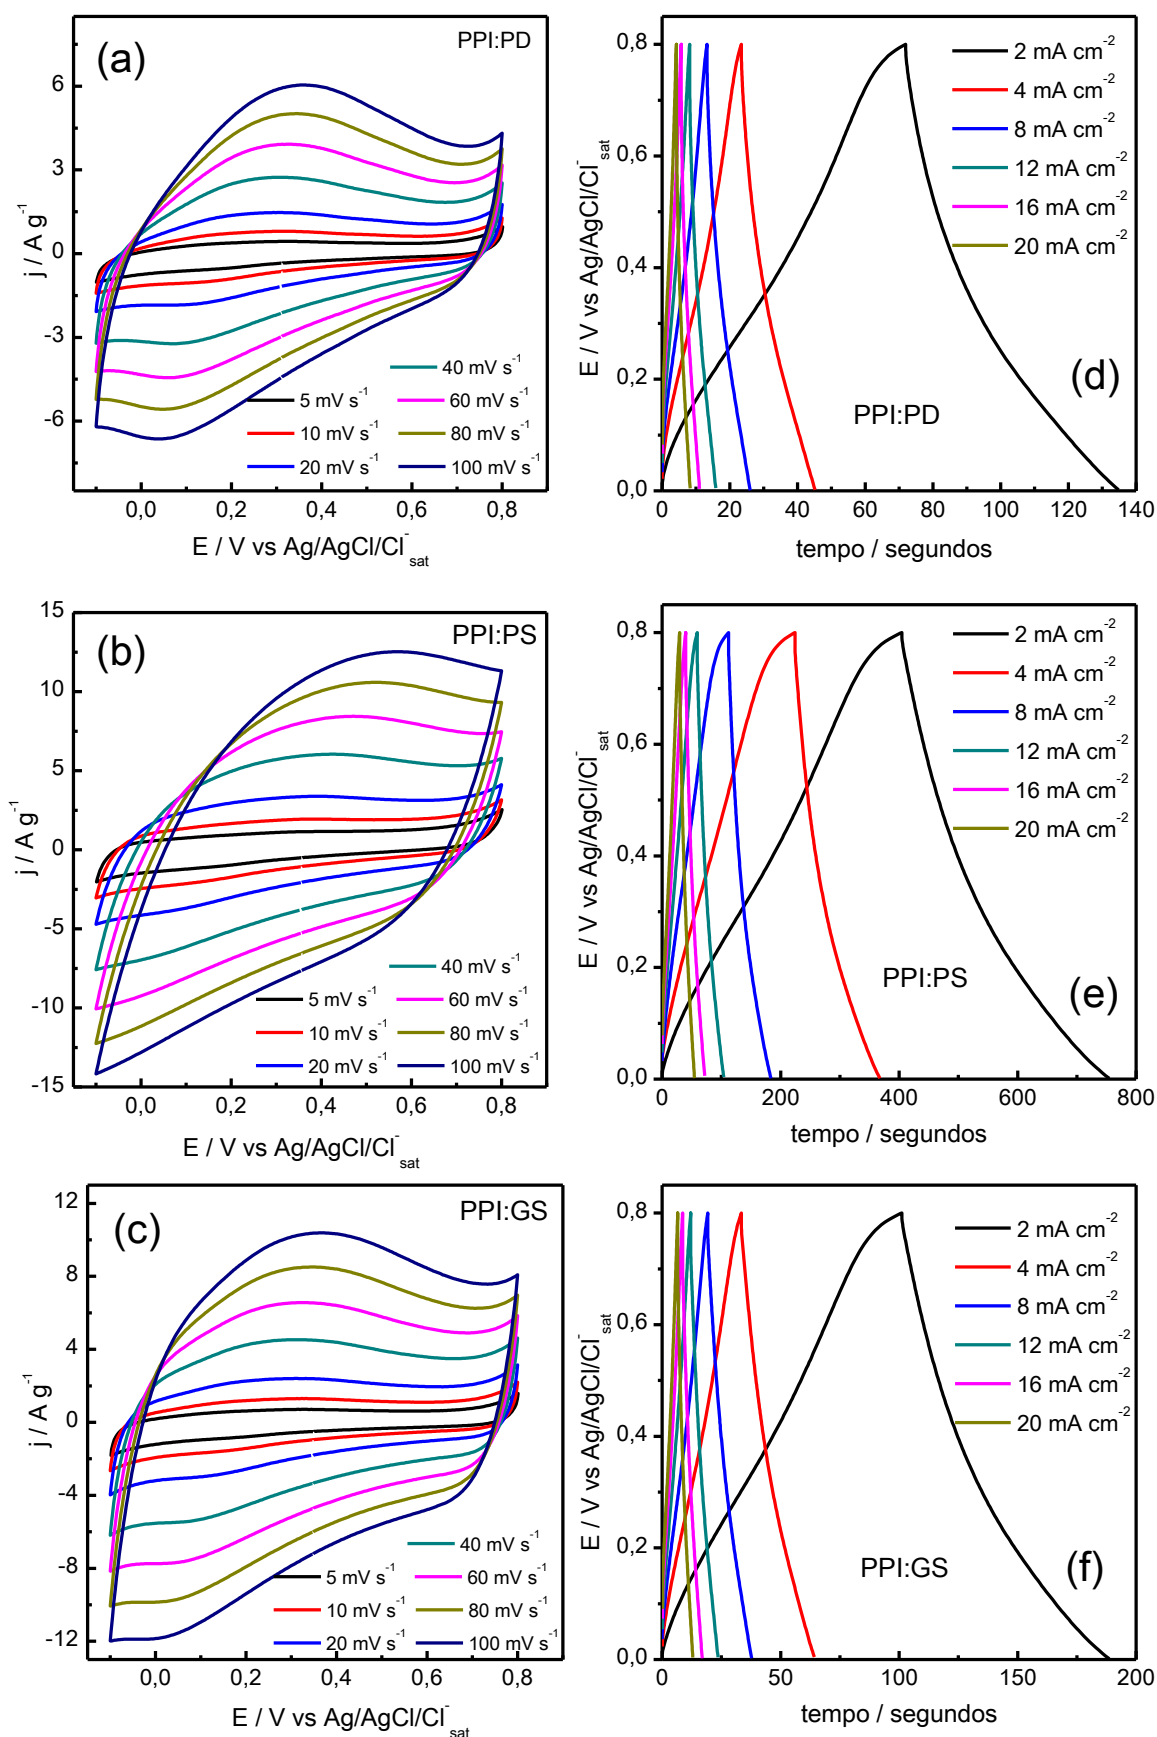 (a)
PPI:PD
6
3
0
-3
-6
j / A g⁻¹
40 mV s⁻¹
5 mV s⁻¹
60 mV s⁻¹
10 mV s⁻¹
80 mV s⁻¹
20 mV s⁻¹
100 mV s⁻¹
0,0 0,2 0,4 0,6 0,8
E / V vs Ag/AgCl/Cl⁻sat
0,8
0,6
0,4
0,2
0,0
E / V vs Ag/AgCl/Cl⁻sat
2 mA cm⁻²
4 mA cm⁻²
8 mA cm⁻²
12 mA cm⁻²
16 mA cm⁻²
20 mA cm⁻²
(d)
PPI:PD
0 20 40 60 80 100 120 140
tempo / segundos
(b)
PPI:PS
15
10
5
0
-5
-10
-15
j / A g⁻¹
40 mV s⁻¹
5 mV s⁻¹
60 mV s⁻¹
10 mV s⁻¹
80 mV s⁻¹
20 mV s⁻¹
100 mV s⁻¹
0,0 0,2 0,4 0,6 0,8
E / V vs Ag/AgCl/Cl⁻sat
0,8
0,6
0,4
0,2
0,0
E / V vs Ag/AgCl/Cl⁻sat
2 mA cm⁻²
4 mA cm⁻²
8 mA cm⁻²
12 mA cm⁻²
16 mA cm⁻²
20 mA cm⁻²
PPI:PS
(e)
0 200 400 600 800
tempo / segundos
(c)
PPI:GS
12
8
4
0
-4
-8
-12
j / A g⁻¹
40 mV s⁻¹
5 mV s⁻¹
60 mV s⁻¹
10 mV s⁻¹
80 mV s⁻¹
20 mV s⁻¹
100 mV s⁻¹
0,0 0,2 0,4 0,6 0,8
E / V vs Ag/AgCl/Cl⁻sat
0,8
0,6
0,4
0,2
0,0
E / V vs Ag/AgCl/Cl⁻sat
2 mA cm⁻²
4 mA cm⁻²
8 mA cm⁻²
12 mA cm⁻²
16 mA cm⁻²
20 mA cm⁻²
PPI:GS
(f)
0 50 100 150 200
tempo / segundos